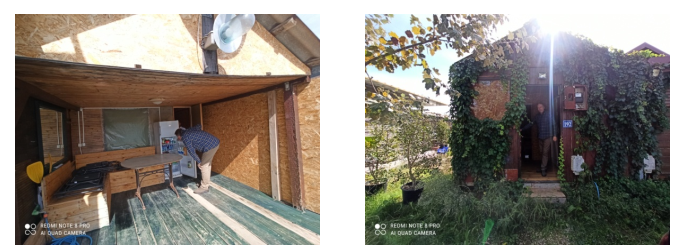 REDMI NOTE 8 PRO
AI QUAD CAMERA
REDMI NOTE 8 PRO
AI QUAD CAMERA